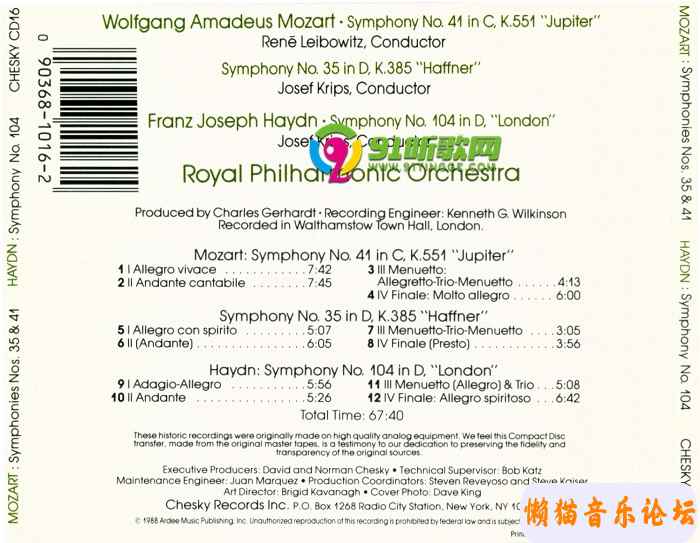 MOZART : Symphonies Nos. 35 & 41 HAYDN : Symphony No. 104 CHESKY CD16
0 90368-1016-2
Wolfgang Amadeus Mozart · Symphony No. 41 in C, K.551 "Jupiter"
René Leibowitz, Conductor
Symphony No. 35 in D, K.385 "Haffner"
Josef Krips, Conductor
Franz Joseph Haydn · Symphony No. 104 in D, "London"
Josef Krips, Conductor
91听歌网
Royal Philharmonic Orchestra
Produced by Charles Gerhardt · Recording Engineer: Kenneth G. Wilkinson
Recorded in Walthamstow Town Hall, London.
Mozart: Symphony No. 41 in C, K.551 "Jupiter"
1 I Allegro vivace ........... 7:42
2 II Andante cantabile ........ 7:45
3 III Menuetto:
Allegretto-Trio-Menuetto ...... 4:13
4 IV Finale: Molto allegro .... 6:00
Symphony No. 35 in D, K.385 "Haffner"
5 I Allegro con spirito ........ 5:07
6 II (Andante) ............... 6:05
7 III Menuetto-Trio-Menuetto .... 3:05
8 IV Finale (Presto) ......... 3:56
Haydn: Symphony No. 104 in D, "London"
9 I Adagio-Allegro .......... 5:56
10 II Andante ............... 5:26
11 III Menuetto (Allegro) & Trio .. 5:08
12 IV Finale: Allegro spiritoso .. 6:42
Total Time: 67:40
These historic recordings were originally made on high quality analog equipment. We feel this Compact Disc
transfer, made from the original master tapes, is a testimony to our dedication to preserving the fidelity and
transparency of the original sound.
Executive Producers: David and Norman Chesky · Technical Supervisor: Bob Katz
Maintenance Engineer: Juan Marquez · Production Coordinators: Steven Reveyoso and Steve Kaiser
Art Director: Brigid Kavanagh · Cover Photo: Dave King
Chesky Records Inc. P.O. Box 1268 Radio City Station, New York, NY
© 1988 Ardee Music Publishing, Inc. Unauthorized reproduction of this recording is prohibited by federal law and is subject
懒猫音乐论坛
MOZART : Symphonies Nos. 35 & 41 HAYDN : Symphony No. 104 CHESKY